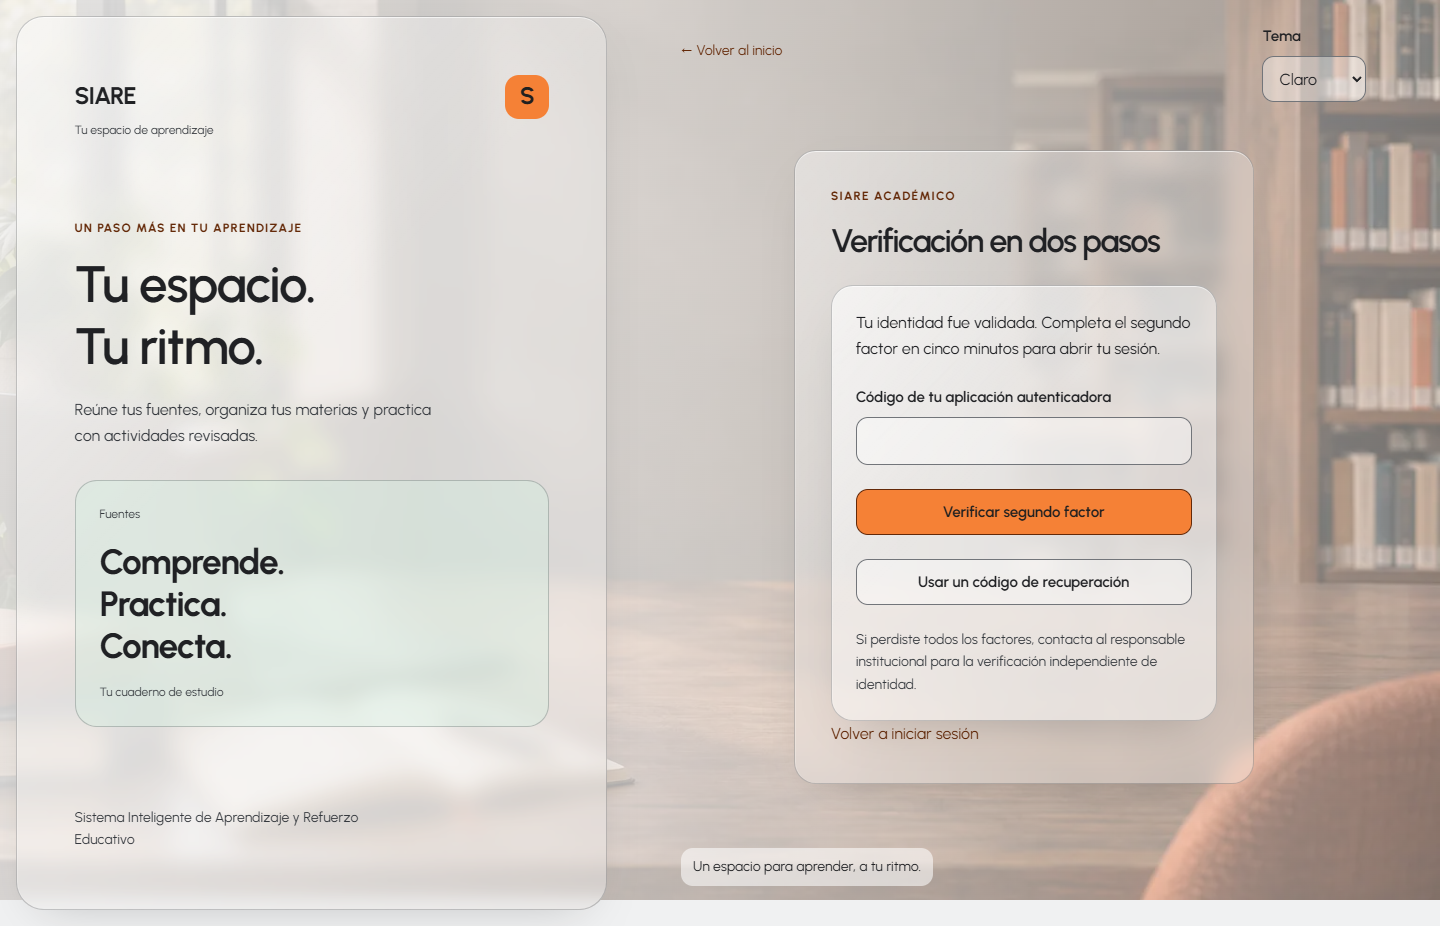 SIARE
S
Tu espacio de aprendizaje
UN PASO MÁS EN TU APRENDIZAJE
Tu espacio.
Tu ritmo.
Reúne tus fuentes, organiza tus materias y practica
con actividades revisadas.
Fuentes
Comprende.
Practica.
Conecta.
Tu cuaderno de estudio
Sistema Inteligente de Aprendizaje y Refuerzo
Educativo
← Volver al inicio
Tema
Claro
SIARE ACADÉMICO
Verificación en dos pasos
Tu identidad fue validada. Completa el segundo
factor en cinco minutos para abrir tu sesión.
Código de tu aplicación autenticadora
Verificar segundo factor
Usar un código de recuperación
Si perdiste todos los factores, contacta al responsable
institucional para la verificación independiente de
identidad.
Volver a iniciar sesión
Un espacio para aprender, a tu ritmo.